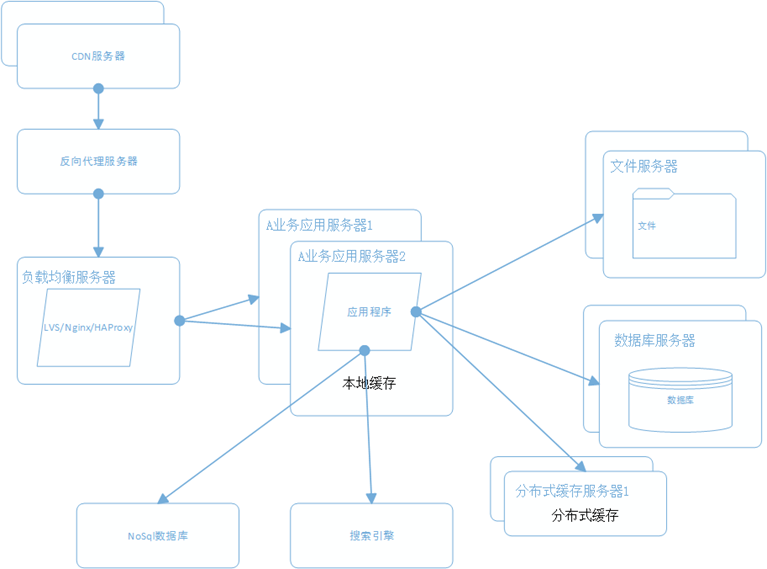 CDN服务器
反向代理服务器
负载均衡服务器
LVS/Nginx/HAProxy
A业务应用服务器1
A业务应用服务器2
应用程序
本地缓存
文件服务器
文件
数据库服务器
数据库
分布式缓存服务器1
分布式缓存
NoSql数据库
搜索引擎